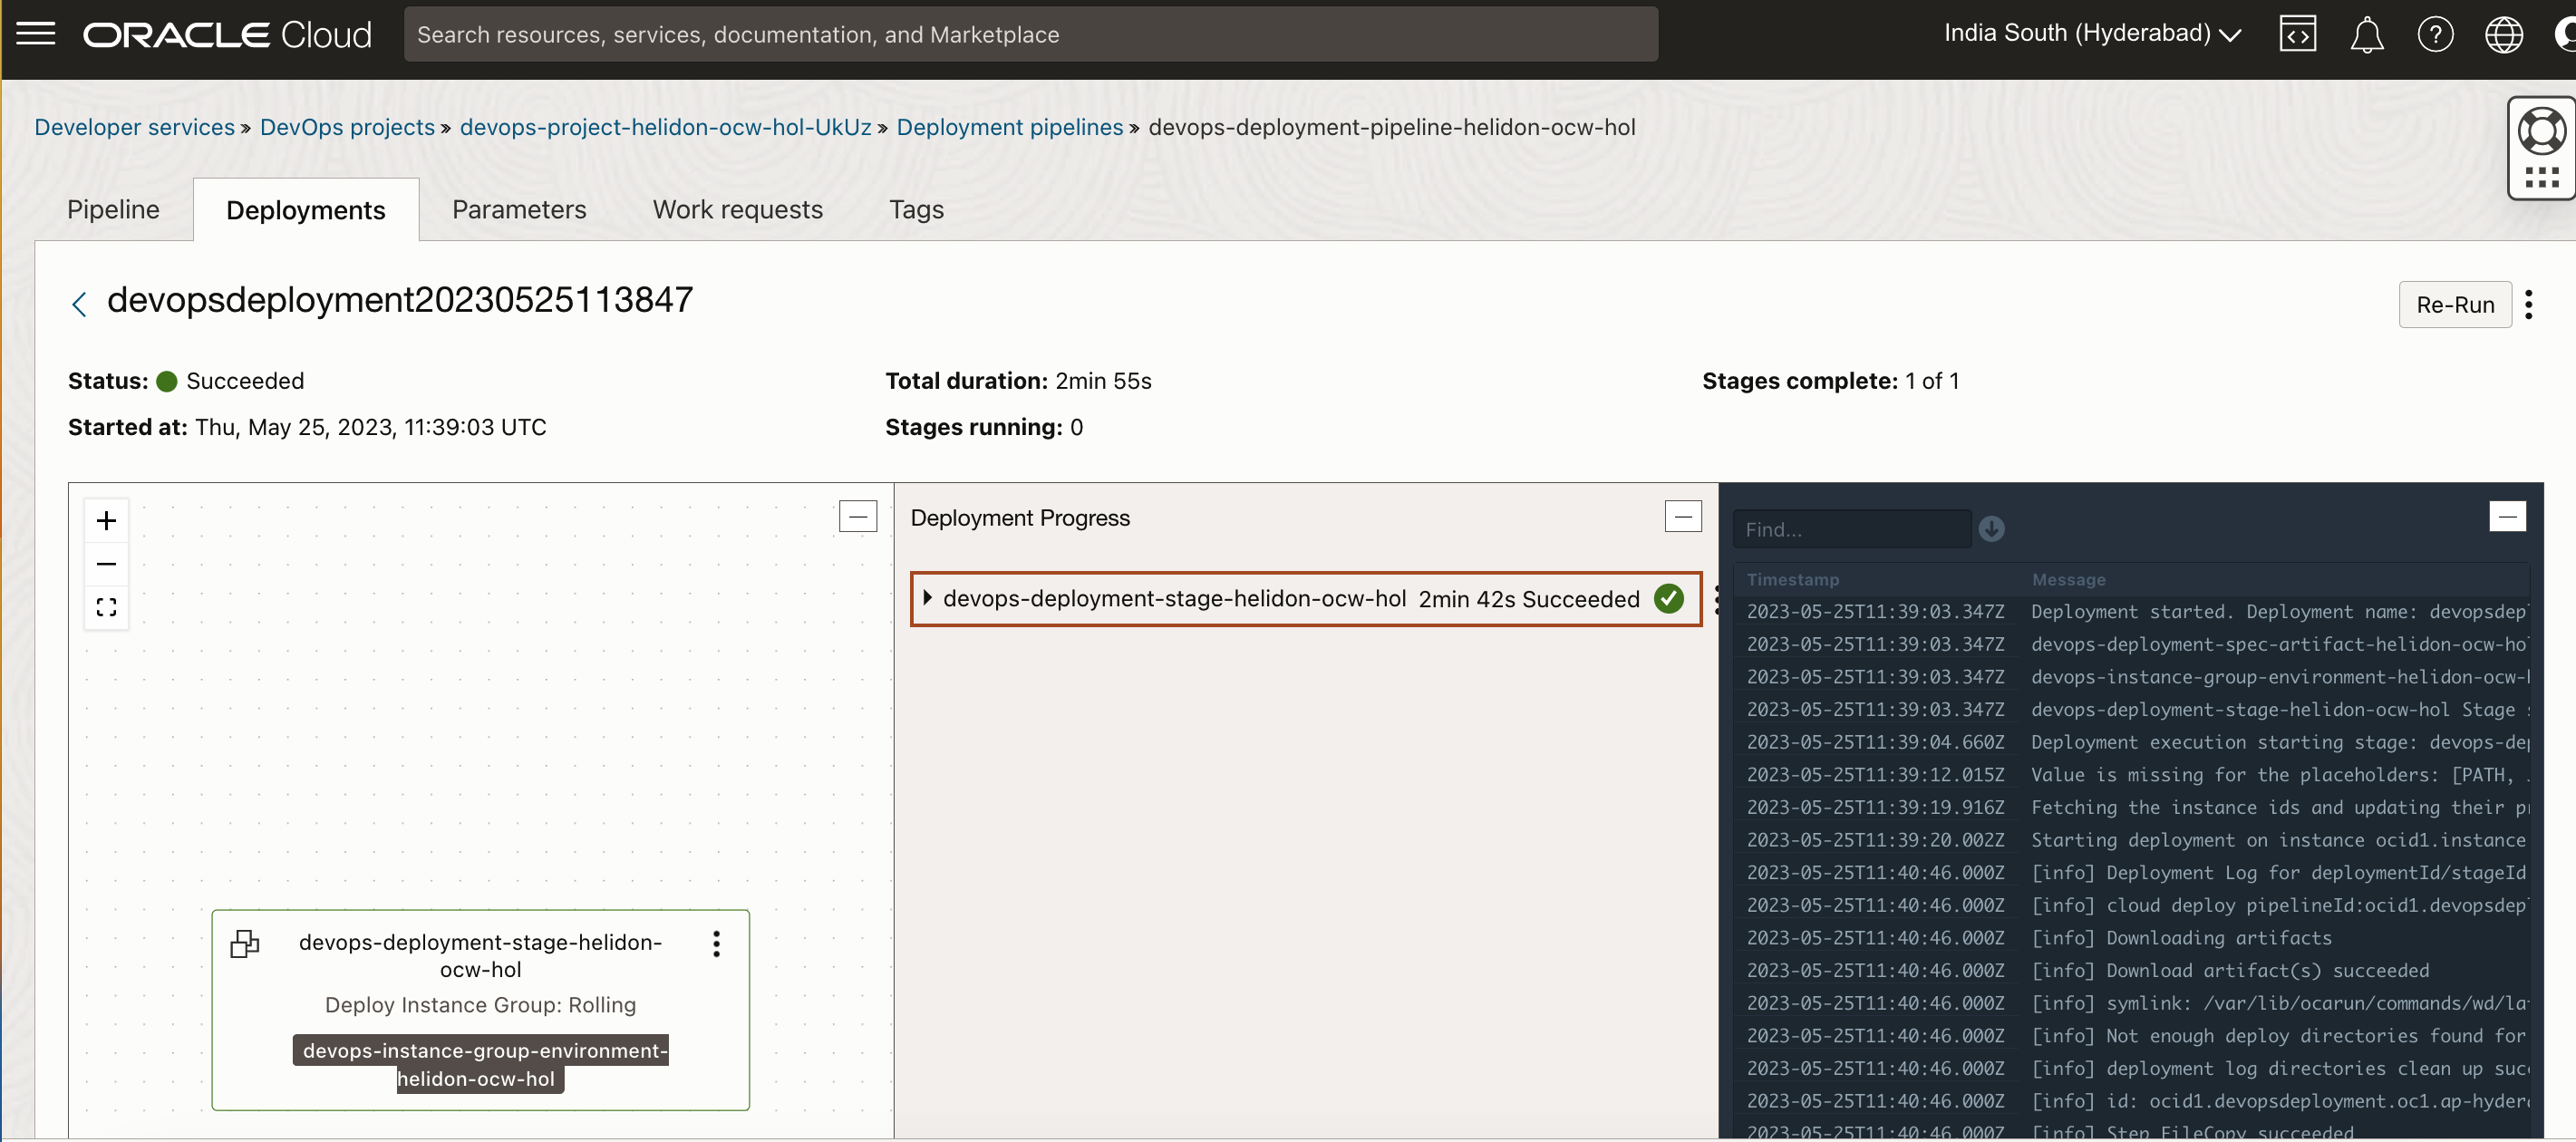 ORACLE Cloud
Search resources, services, documentation, and Marketplace
India South (Hyderabad)
Developer services » DevOps projects » devops-project-helidon-ocw-hol-UkUz » Deployment pipelines » devops-deployment-pipeline-helidon-ocw-hol
Pipeline Deployments Parameters Work requests Tags
devopsdeployment20230525113847
Re-Run
Status: Succeeded
Total duration: 2min 55s
Stages complete: 1 of 1
Started at: Thu, May 25, 2023, 11:39:03 UTC
Stages running: 0
devops-deployment-stage-helidon-
ocw-hol
Deploy Instance Group: Rolling
devops-instance-group-environment-
helidon-ocw-hol
Deployment Progress
devops-deployment-stage-helidon-ocw-hol 2min 42s Succeeded
Find...
Timestamp Message
2023-05-25T11:39:03.347Z Deployment started. Deployment name: devopsdepl
2023-05-25T11:39:03.347Z devops-deployment-spec-artifact-helidon-ocw-ho
2023-05-25T11:39:03.347Z devops-instance-group-environment-helidon-ocw-
2023-05-25T11:39:03.347Z devops-deployment-stage-helidon-ocw-hol Stage
2023-05-25T11:39:04.660Z Deployment execution starting stage: devops-dep
2023-05-25T11:39:12.015Z Value is missing for the placeholders: [PATH,
2023-05-25T11:39:19.916Z Fetching the instance ids and updating their
2023-05-25T11:39:20.002Z Starting deployment on instance ocid1.instance
2023-05-25T11:40:46.000Z [info] Deployment Log for deploymentId/stageId
2023-05-25T11:40:46.000Z [info] cloud deploy pipelineId:ocid1.devopsdepl
2023-05-25T11:40:46.000Z [info] Downloading artifacts
2023-05-25T11:40:46.000Z [info] Download artifact(s) succeeded
2023-05-25T11:40:46.000Z [info] symlink: /var/lib/ocarun/commands/wd/la
2023-05-25T11:40:46.000Z [info] Not enough deploy directories found for
2023-05-25T11:40:46.000Z [info] deployment log directories clean up suc
2023-05-25T11:40:46.000Z [info] id: ocid1.devopsdeployment.oc1.ap-hyder
2023-05-25T11:40:46.000Z [info] Step FileCopy succeeded